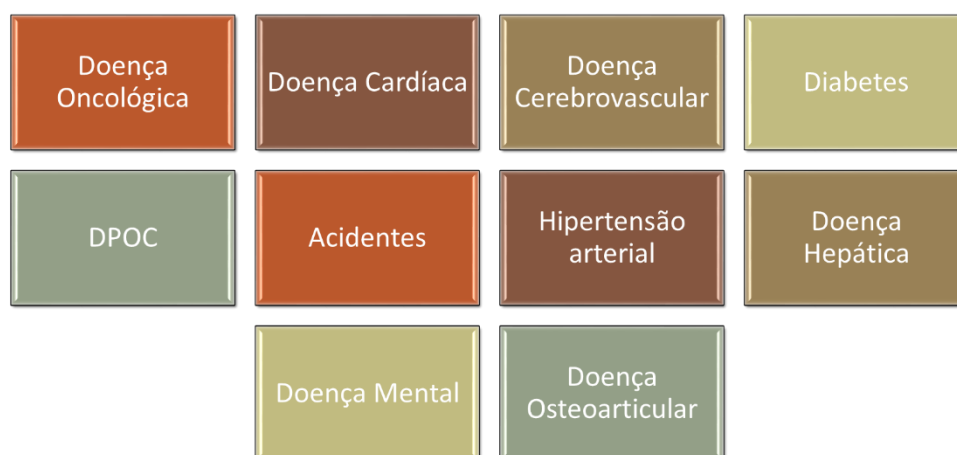 Doença
Oncológica
Doença Cardíaca
Doença
Cerebrovascular
Diabetes
DPOC
Acidentes
Hipertensão
arterial
Doença
Hepática
Doença Mental
Doença
Osteoarticular